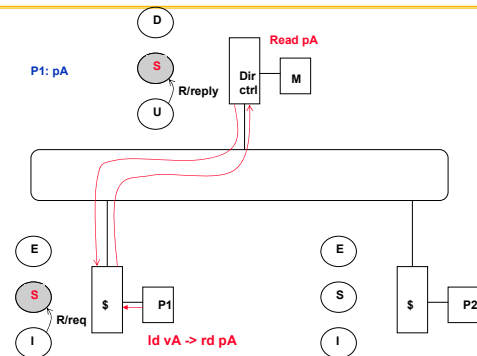 D
Read pA
P1: pA
S
Dir
ctrl
M
R/reply
U
E
E
S
$
P1
S
$
P2
R/req
I
ld vA -> rd pA
I